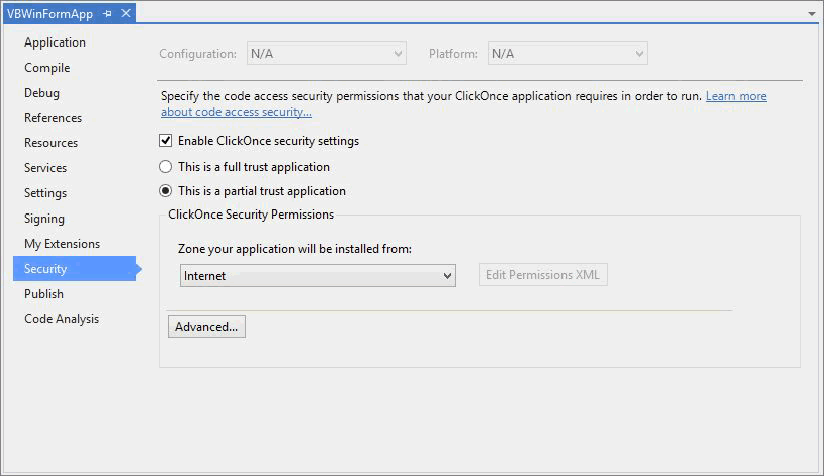 VBWinFormApp
Application
Compile
Debug
References
Resources
Services
Settings
Signing
My Extensions
Security
Publish
Code Analysis
Configuration: N/A Platform: N/A
Specify the code access security permissions that your ClickOnce application requires in order to run. Learn more
about code access security...
Enable ClickOnce security settings
This is a full trust application
This is a partial trust application
ClickOnce Security Permissions
Zone your application will be installed from:
Internet Edit Permissions XML
Advanced...